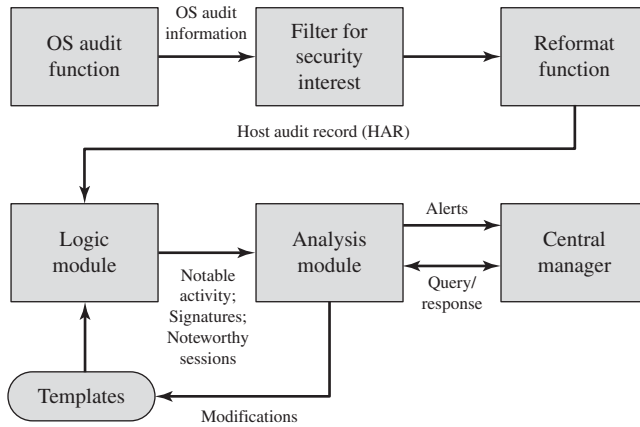 OS audit
function
OS audit
information
Filter for
security
interest
Reformat
function
Host audit record (HAR)
Logic
module
Notable
activity;
Signatures;
Noteworthy
sessions
Analysis
module
Alerts
Query/
response
Central
manager
Templates
Modifications